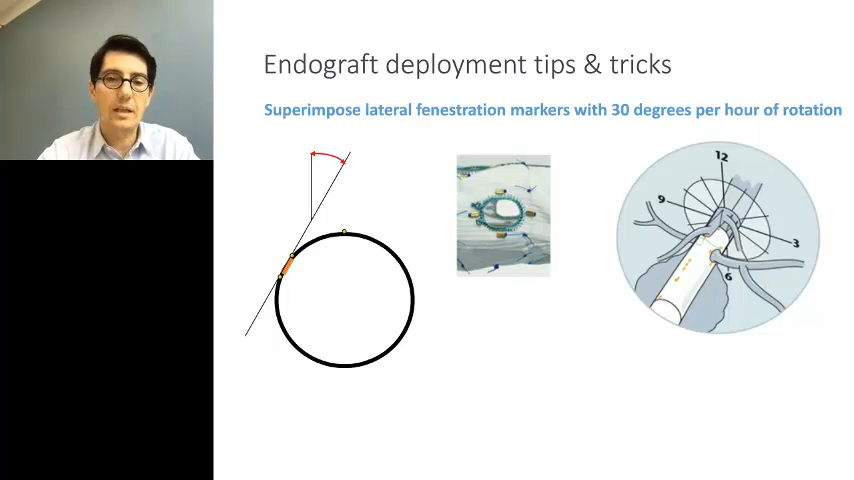 Endograft deployment tips & tricks
Superimpose lateral fenestration markers with 30 degrees per hour of rotation
12
9
3
6